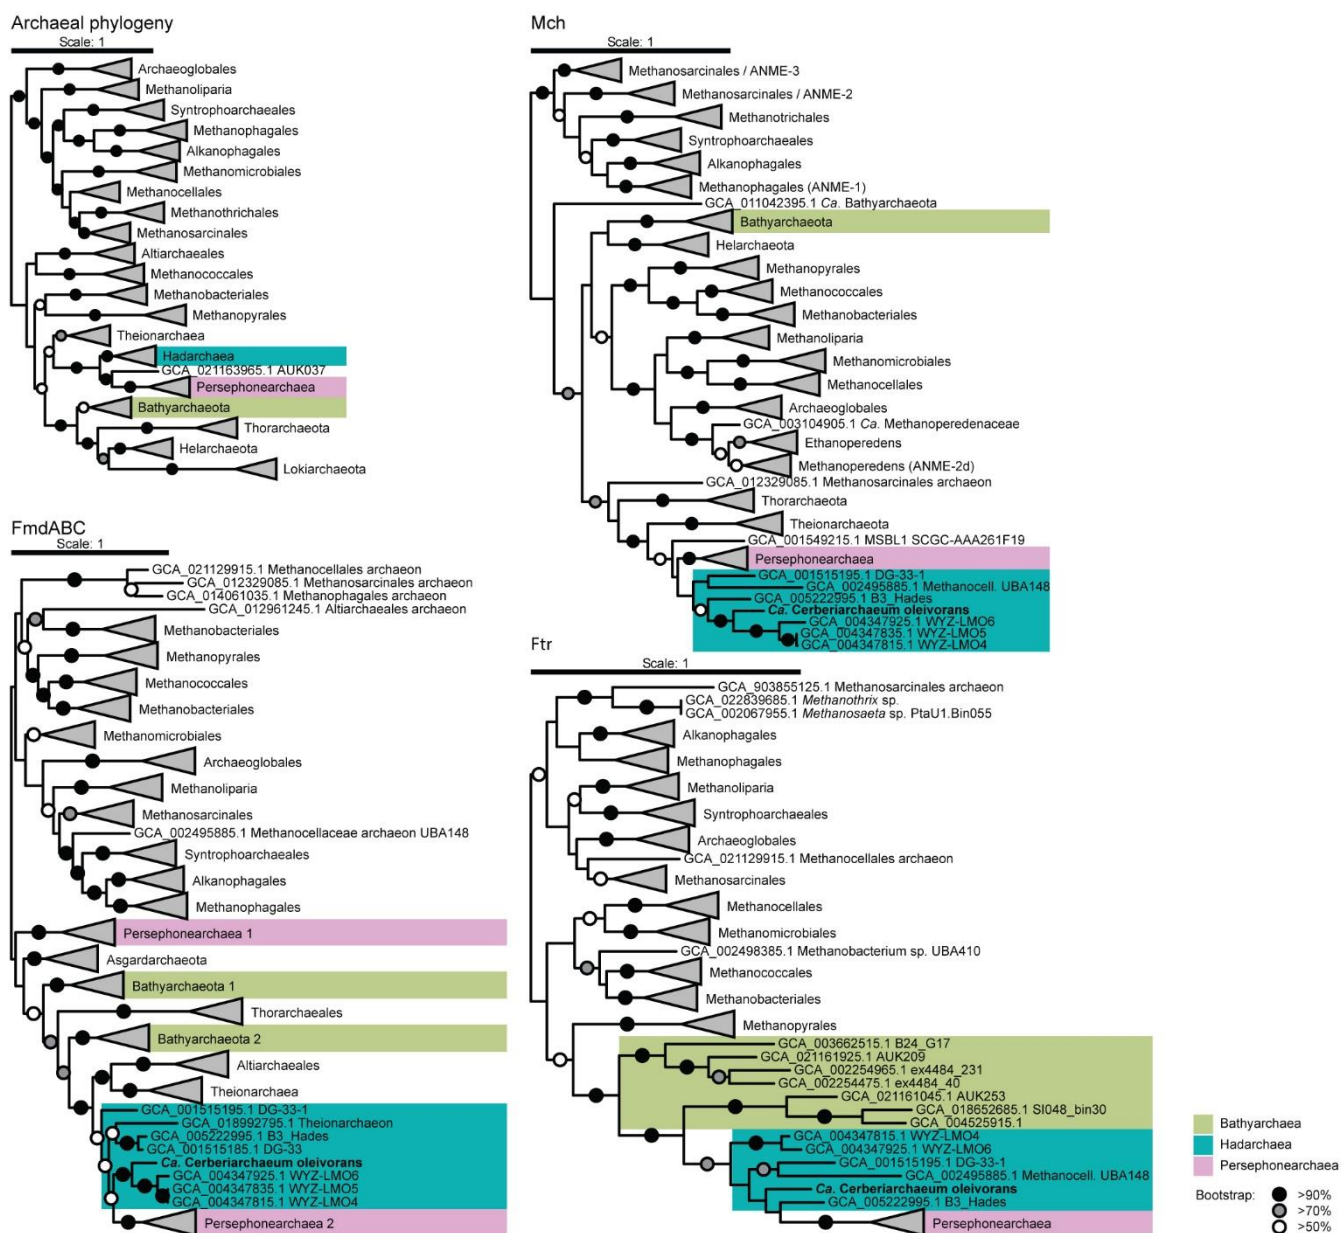 Archaeal phylogeny
Scale: 1
Archaeoglobales
Methanoliparia
Syntrophoarchaeales
Methanophagales
Alkanophagales
Methanomicrobiales
Methanocellales
Methanothrichales
Methanosarcinales
Altiarchaeales
Methanococcales
Methanobacteriales
Methanopyrales
Theionarchaea
Hadarchaea
GCA_021163965.1 AUK037
Persephonearchaea
Bathyarchaeota
Thorarchaeota
Helarchaeota
Lokiarchaeota
Mch
Scale: 1
Methanosarcinales / ANME-3
Methanosarcinales / ANME-2
Methanotrichales
Syntrophoarchaeales
Alkanophagales
Methanophagales (ANME-1)
GCA_011042395.1 Ca. Bathyarchaeota
Bathyarchaeota
Helarchaeota
Methanopyrales
Methanococcales
Methanobacteriales
Methanoliparia
Methanomicrobiales
Methanocellales
Archaeoglobales
GCA_003104905.1 Ca. Methanoperedenaceae
Ethanoperedens
Methanoperedens (ANME-2d)
GCA_012329085.1 Methanosarcinales archaeon
Thorarchaeota
Theionarchaeota
GCA_001549215.1 MSBL1 SCGC-AAA261F19
Persephonearchaea
GCA_001515195.1 DG-33-1
GCA_002495885.1 Methanocell. UBA148
GCA_005222995.1 B3_Hades
Ca. Cerberiarchaeum oleivorans
GCA_004347925.1 WYZ-LMO6
GCA_004347835.1 WYZ-LMO5
GCA_004347815.1 WYZ-LMO4
FmdABC
Scale: 1
GCA_021129915.1 Methanocellales archaeon
GCA_012329085.1 Methanosarcinales archaeon
GCA_014061035.1 Methanophagales archaeon
GCA_012961245.1 Altiarchaeales archaeon
Methanobacteriales
Methanopyrales
Methanococcales
Methanobacteriales
Methanomicrobiales
Archaeoglobales
Methanoliparia
Methanosarcinales
GCA_002495885.1 Methanocellaceae archaeon UBA148
Syntrophoarchaeales
Alkanophagales
Methanophagales
Persephonearchaea 1
Asgardarchaeota
Bathyarchaeota 1
Thorarchaeales
Bathyarchaeota 2
Altiarchaeales
Theionarchaea
GCA_001515195.1 DG-33-1
GCA_018992795.1 Theionarchaeon
GCA_005222995.1 B3_Hades
GCA_001515185.1 DG-33
Ca. Cerberiarchaeum oleivorans
GCA_004347925.1 WYZ-LMO6
GCA_004347835.1 WYZ-LMO5
GCA_004347815.1 WYZ-LMO4
Persephonearchaea 2
Ftr
Scale: 1
GCA_903855125.1 Methanosarcinales archaeon
GCA_022839685.1 Methanothrix sp.
GCA_002067955.1 Methanosaeta sp. PtaU1.Bin055
Alkanophagales
Methanophagales
Methanoliparia
Syntrophoarchaeales
Archaeoglobales
GCA_021129915.1 Methanocellales archaeon
Methanosarcinales
Methanocellales
Methanomicrobiales
GCA_002498385.1 Methanobacterium sp. UBA410
Methanococcales
Methanobacteriales
Methanopyrales
GCA_003662515.1 B24_G17
GCA_021161925.1 AUK209
GCA_002254965.1 ex4484_231
GCA_002254475.1 ex4484_40
GCA_021161045.1 AUK253
GCA_018652685.1 SI048_bin30
GCA_004525915.1
GCA_004347815.1 WYZ-LMO4
GCA_004347925.1 WYZ-LMO6
GCA_001515195.1 DG-33-1
GCA_002495885.1 Methanocell. UBA148
Ca. Cerberiarchaeum oleivorans
GCA_005222995.1 B3_Hades
Persephonearchaea
Bathyarchaea
Hadarchaea
Persephonearchaea
Bootstrap:
>90%
>70%
>50%